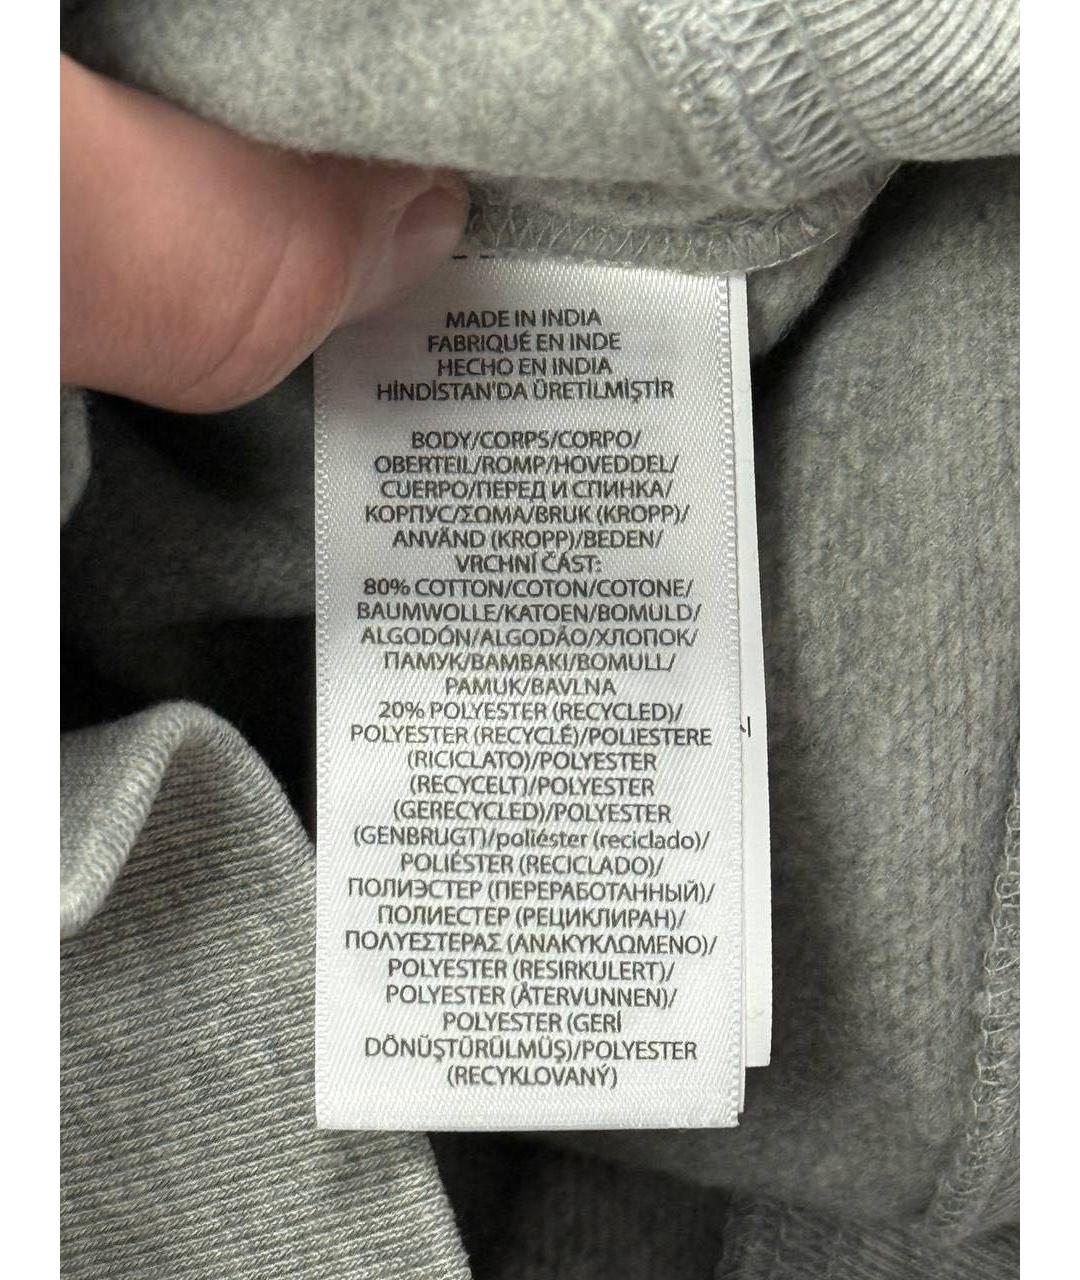 MADE IN INDIA
FABRIQUÉ EN INDE
HECHO EN INDIA
HİNDİSTAN'DA ÜRETİLMİŞTİR
BODY/CORPS/CORPO/
OBERTEIL/ROMP/HOVEDDEL/
CUERPO/ПЕРЕД И СПИНКА/
КОРПУС/ΣΩΜΑ/BRUK (KROPP)/
ANVÄND (KROPP)/BEDEN/
VRCHNÍ ČÁST:
80% COTTON/COTON/COTONE/
BAUMWOLLE/KATOEN/BOMULD/
ALGODÓN/ALGODÃO/ХЛОПОК/
ПАМУК/ΒΑΜΒΑΚΙ/BOMULL/
PAMUK/BAVLNA
20% POLYESTER (RECYCLED)/
POLYESTER (RECYCLÉ)/POLIESTERE
(RICICLATO)/POLYESTER
(RECYCELT)/POLYESTER
(GERECYCLED)/POLYESTER
(GENBRUGT)/poliéster (reciclado)/
POLIÉSTER (RECICLADO)/
ПОЛИЭСТЕР (ПЕРЕРАБОТАННЫЙ)/
ПОЛИЕСТЕР (РЕЦИКЛИРАН)/
ΠΟΛΥΕΣΤΕΡΑΣ (ΑΝΑΚΥΚΛΩΜΕΝΟ)/
POLYESTER (RESIRKULERT)/
POLYESTER (ÅTERVUNNEN)/
POLYESTER (GERİ
DÖNÜŞTÜRÜLMÜŞ)/POLYESTER
(RECYKLOVANÝ)